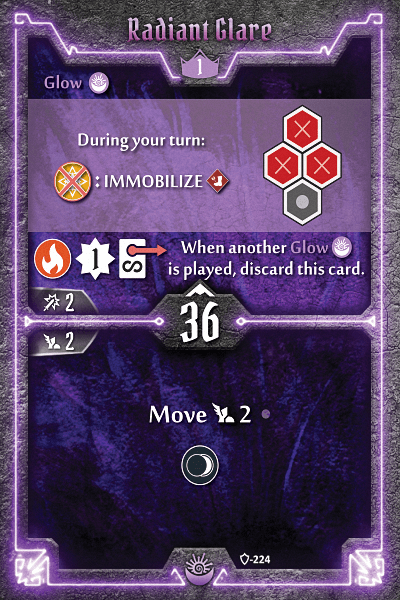 Radiant Glare
1
Glow
During your turn:
: IMMOBILIZE
1
When another Glow
is played, discard this card.
2
36
2
Move 2
-224